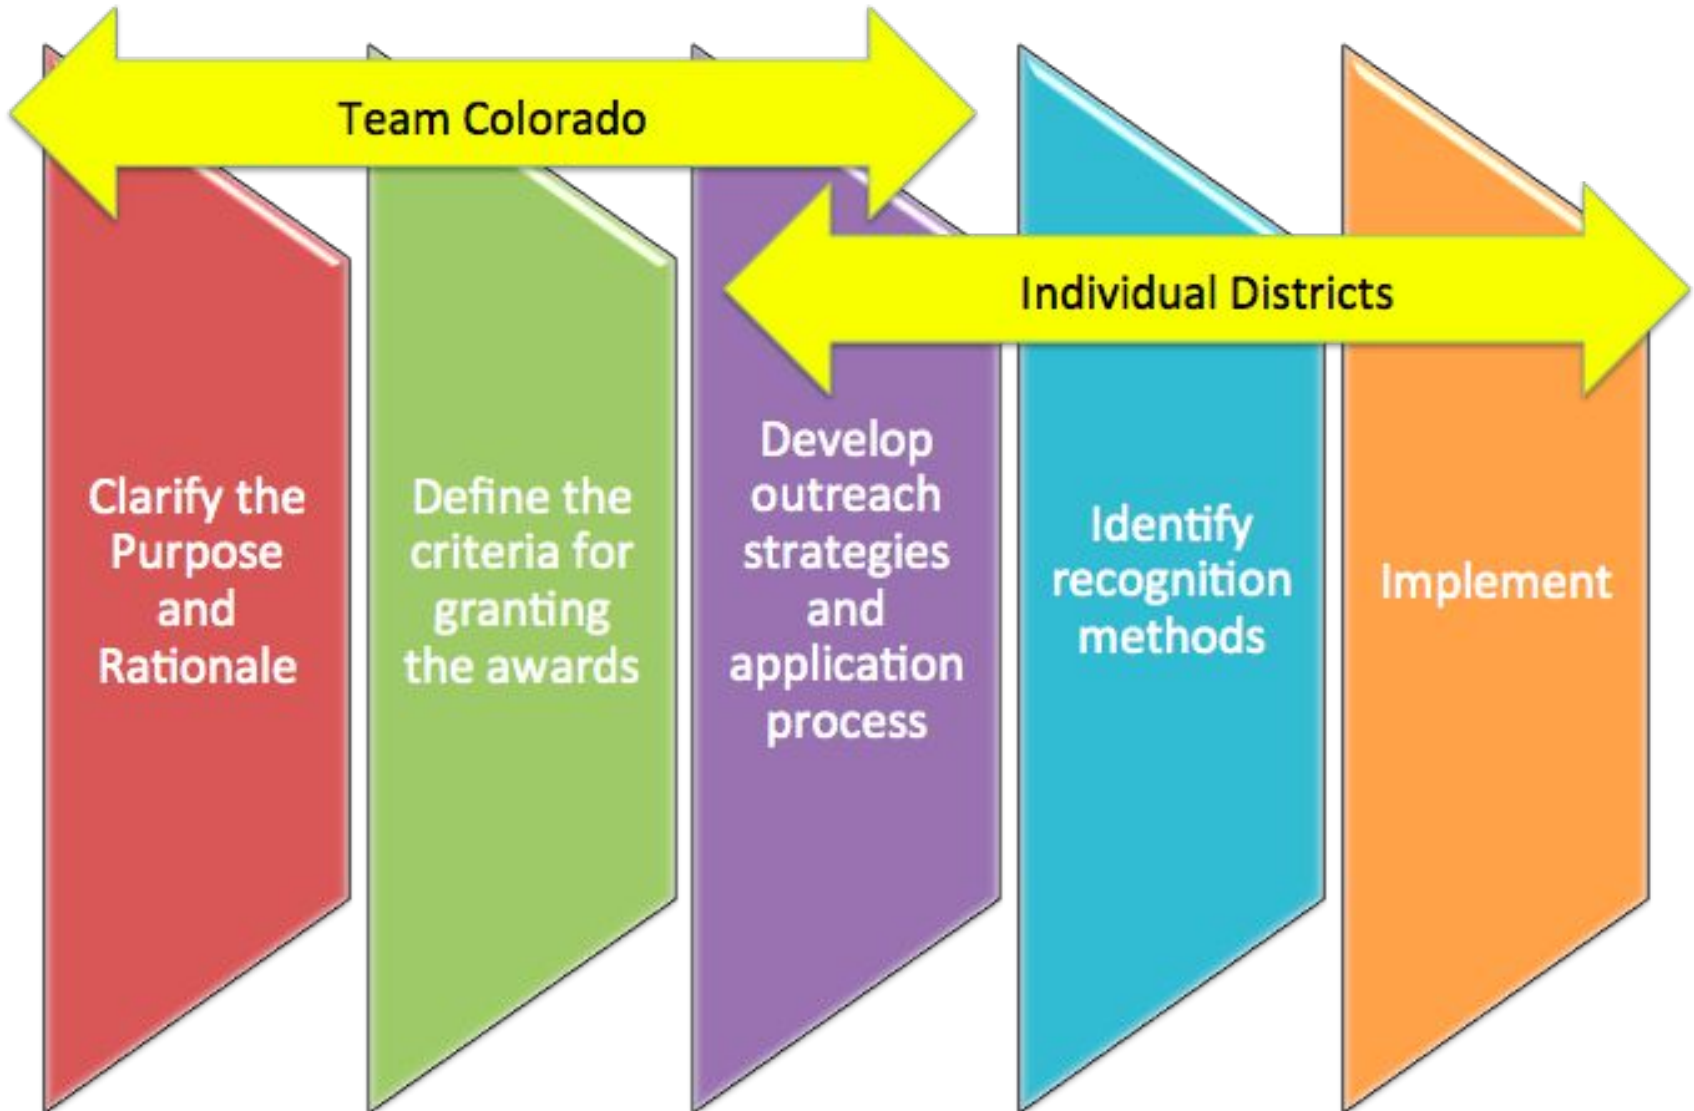 Team Colorado
Individual Districts
Clarify the
Purpose
and
Rationale
Define the
criteria for
granting
the awards
Develop
outreach
strategies
and
application
process
Identify
recognition
methods
Implement